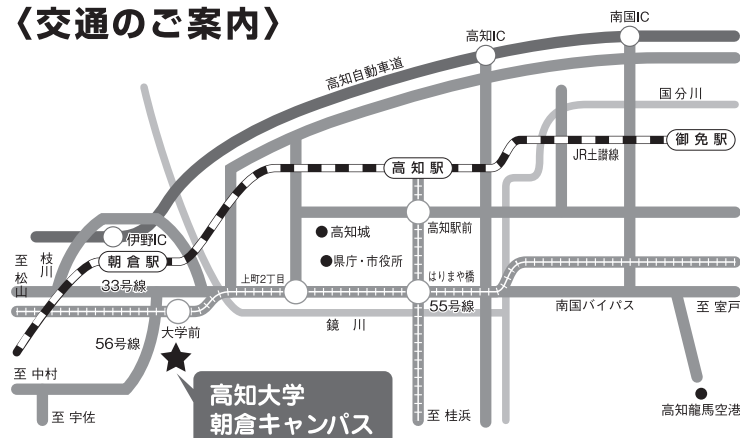 〈交通のご案内〉
南国IC
高知IC
高知自動車道
国分川
御免駅
JR土讃線
高知駅
高知城
高知駅前
伊野IC
県庁・市役所
至松山
枝川
朝倉駅
上町2丁目
はりまや橋
33号線
55号線
南国バイパス
至 室戸
大学前
鏡 川
56号線
至 中村
高知大学
朝倉キャンパス
至 宇佐
至 桂浜
高知龍馬空港